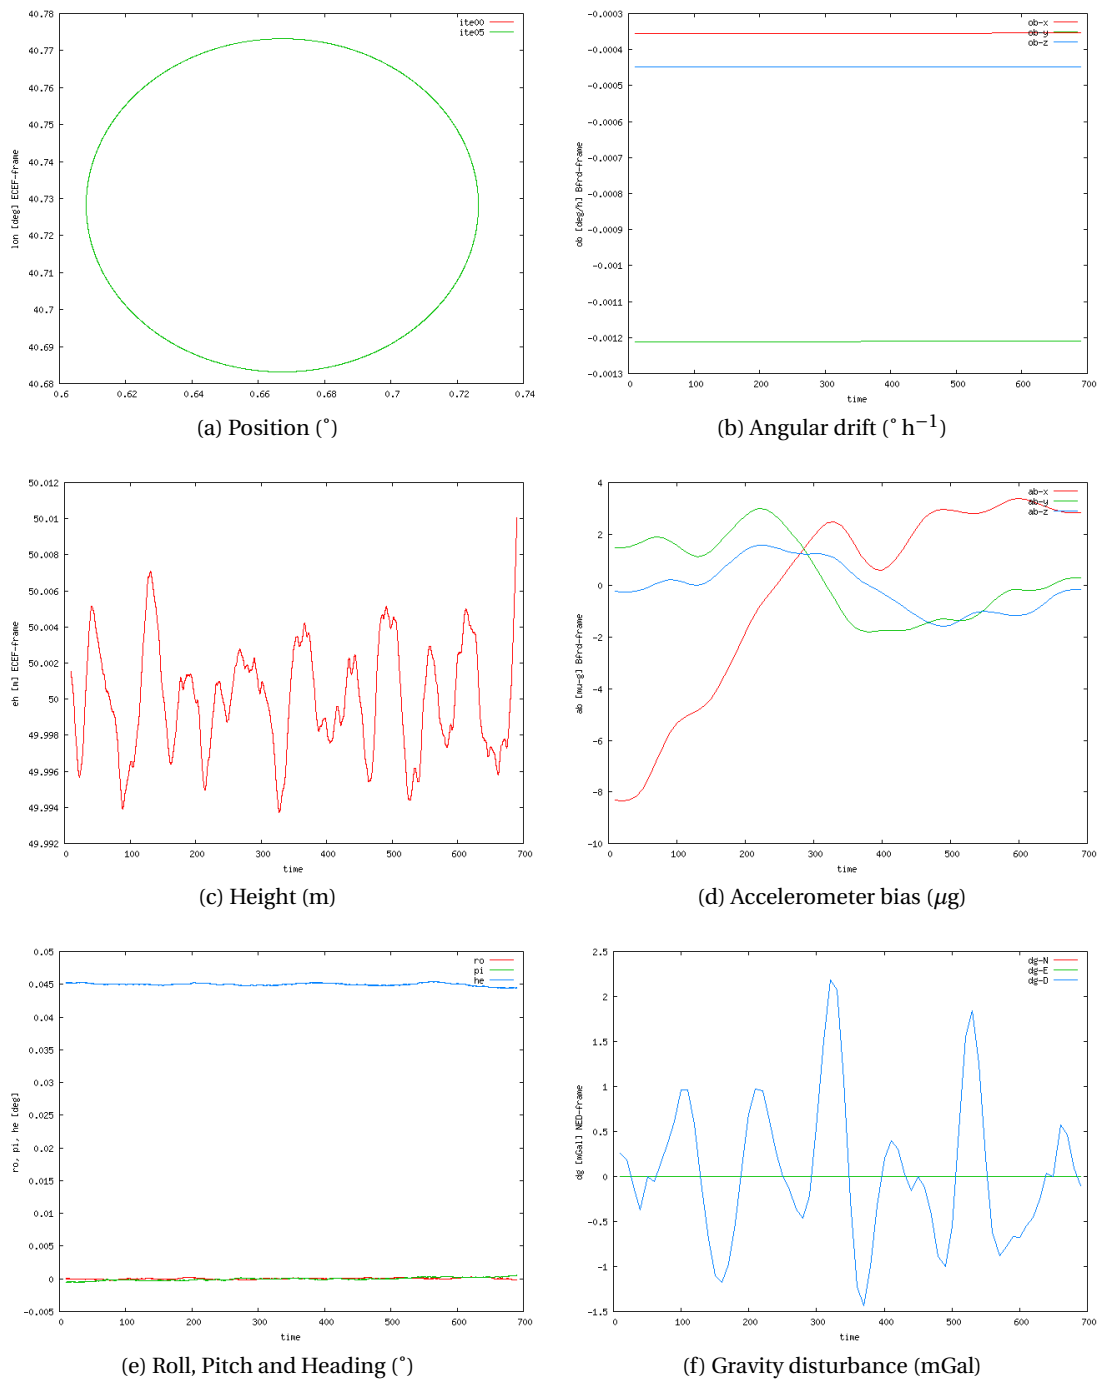 40.78
40.77
40.76
40.75
40.74
40.73
40.72
40.71
40.7
40.69
40.68
lon [deg] ECEF-frame
ite00
ite05
0.6 0.62 0.64 0.66 0.68 0.7 0.72 0.74
(a) Position (°)
-0.0003
-0.0004
-0.0005
-0.0006
-0.0007
-0.0008
-0.0009
-0.001
-0.0011
-0.0012
-0.0013
ob [deg/h] Bfrd-frame
ob-x
ob-y
ob-z
0 100 200 300 400 500 600 700
time
(b) Angular drift (° h−1)
50.012
50.01
50.008
50.006
50.004
50.002
50
49.998
49.996
49.994
49.992
eh [m] ECEF-frame
0 100 200 300 400 500 600 700
time
(c) Height (m)
4
2
0
-2
-4
-6
-8
-10
ab [mu-g] Bfrd-frame
ab-x
ab-y
ab-z
0 100 200 300 400 500 600 700
time
(d) Accelerometer bias (μg)
0.05
0.045
0.04
0.035
0.03
0.025
0.02
0.015
0.01
0.005
0
-0.005
ro, pi, he [deg]
ro
pi
he
0 100 200 300 400 500 600 700
time
(e) Roll, Pitch and Heading (°)
2.5
2
1.5
1
0.5
0
-0.5
-1
-1.5
dg [mGal] NED-frame
dg-N
dg-E
dg-D
0 100 200 300 400 500 600 700
time
(f) Gravity disturbance (mGal)